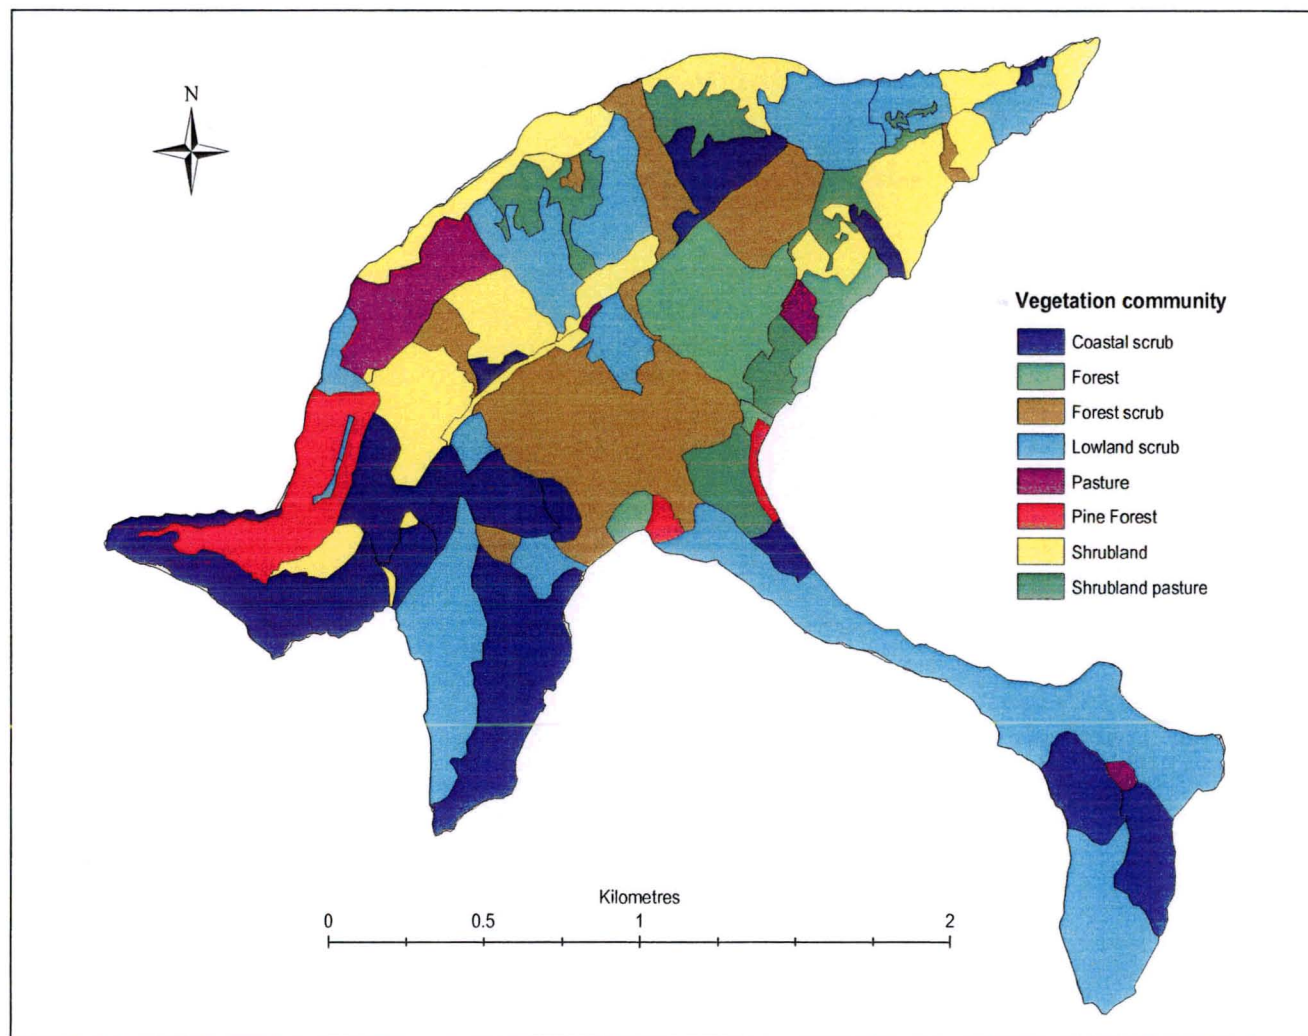 N
Vegetation community
Coastal scrub
Forest
Forest scrub
Lowland scrub
Pasture
Pine Forest
Shrubland
Shrubland pasture
Kilometres
0 0.5 1 2